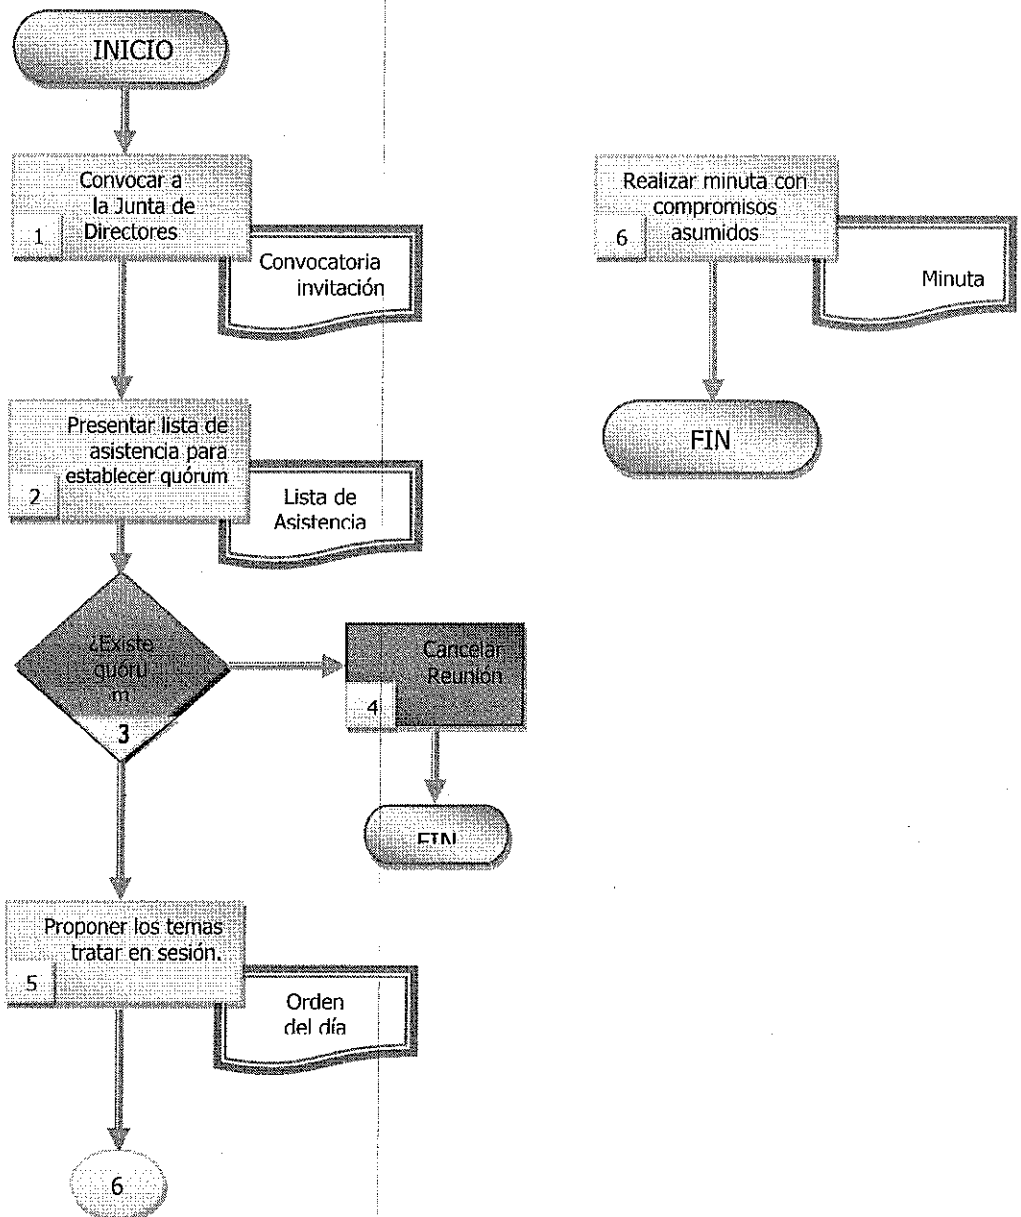 INICIO
Convocar a
la Junta de
Directores
1
Convocatoria
invitación
Presentar lista de
asistencia para
establecer quórum
2
Lista de
Asistencia
¿Existe
quóru
m
3
Cancelar
Reunión
4
FIN
Proponer los temas
tratar en sesión.
5
Orden
del día
6
Realizar minuta con
compromisos
asumidos
6
Minuta
FIN